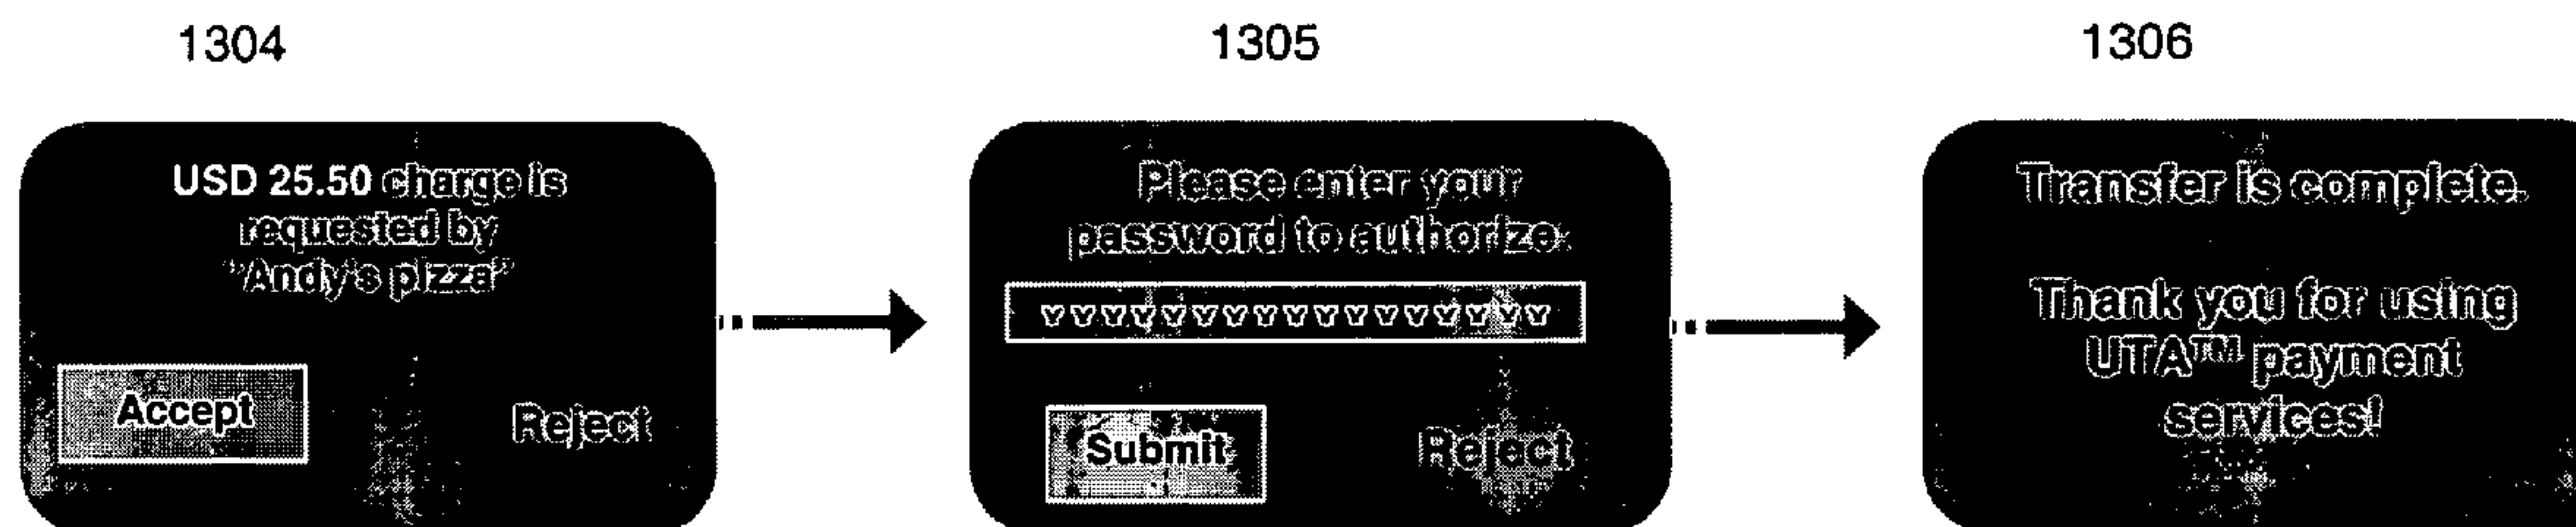 1304
1305
1306
USD 25.50 charge is
requested by
"Andy's pizza"
Accept
Reject
Please enter your
password to authorize:
Submit
Reject
Transfer is complete.
Thank you for using
UTA™ payment
services!